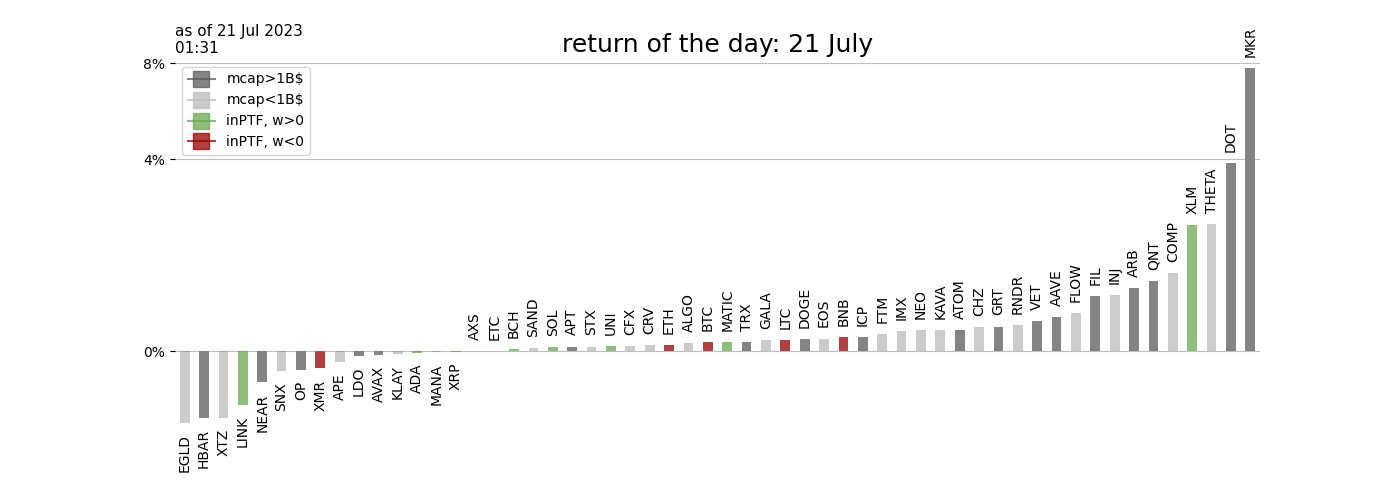 as of 21 Jul 2023
01:31
return of the day: 21 July
8%
4%
0%
mcap>1B$
mcap<1B$
inPTF, w>0
inPTF, w<0
EGLD
HBAR
XTZ
LINK
NEAR
SNX
OP
XMR
APE
LDO
AVAX
KLAY
ADA
MANA
XRP
AXS
ETC
BCH
SAND
SOL
APT
STX
UNI
CFX
CRV
ETH
ALGO
BTC
MATIC
TRX
GALA
LTC
DOGE
EOS
BNB
ICP
FTM
IMX
NEO
KAVA
ATOM
CHZ
GRT
RNDR
VET
AAVE
FLOW
FIL
INJ
ARB
QNT
COMP
XLM
THETA
DOT
MKR